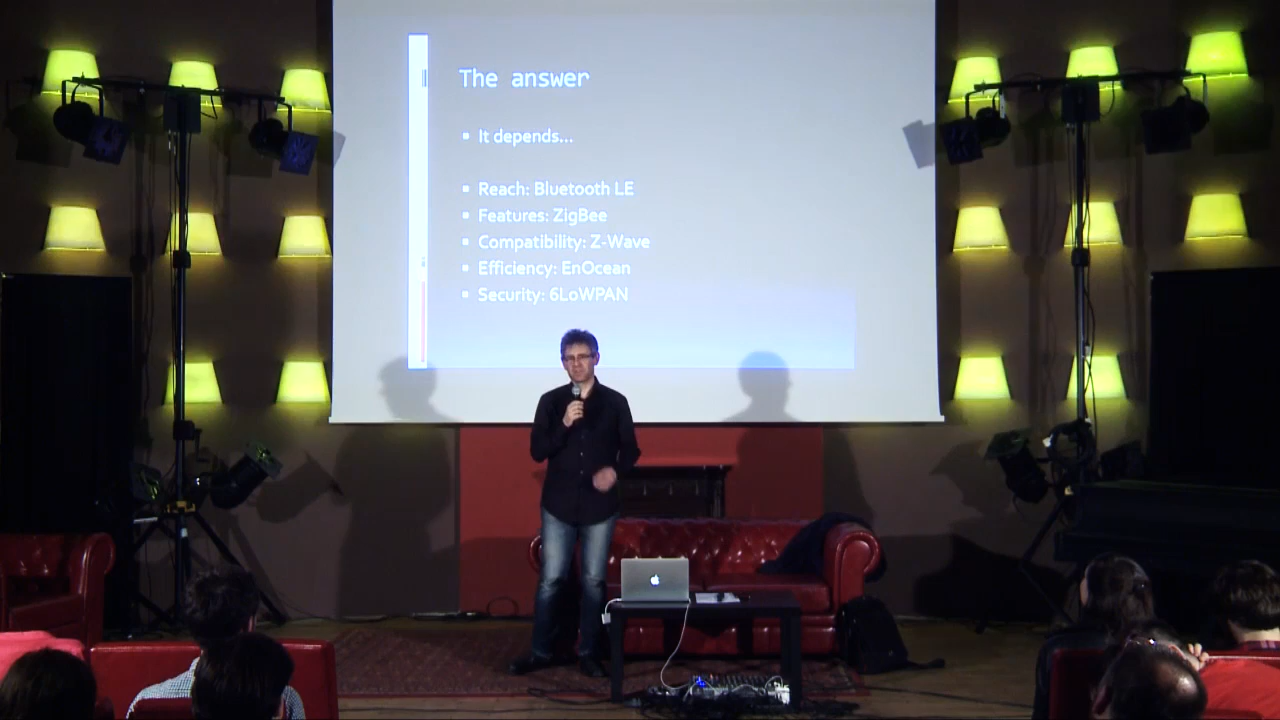 The answer
▪ It depends...
▪ Reach: Bluetooth LE
▪ Features: ZigBee
▪ Compatibility: Z-Wave
▪ Efficiency: EnOcean
▪ Security: 6LoWPAN